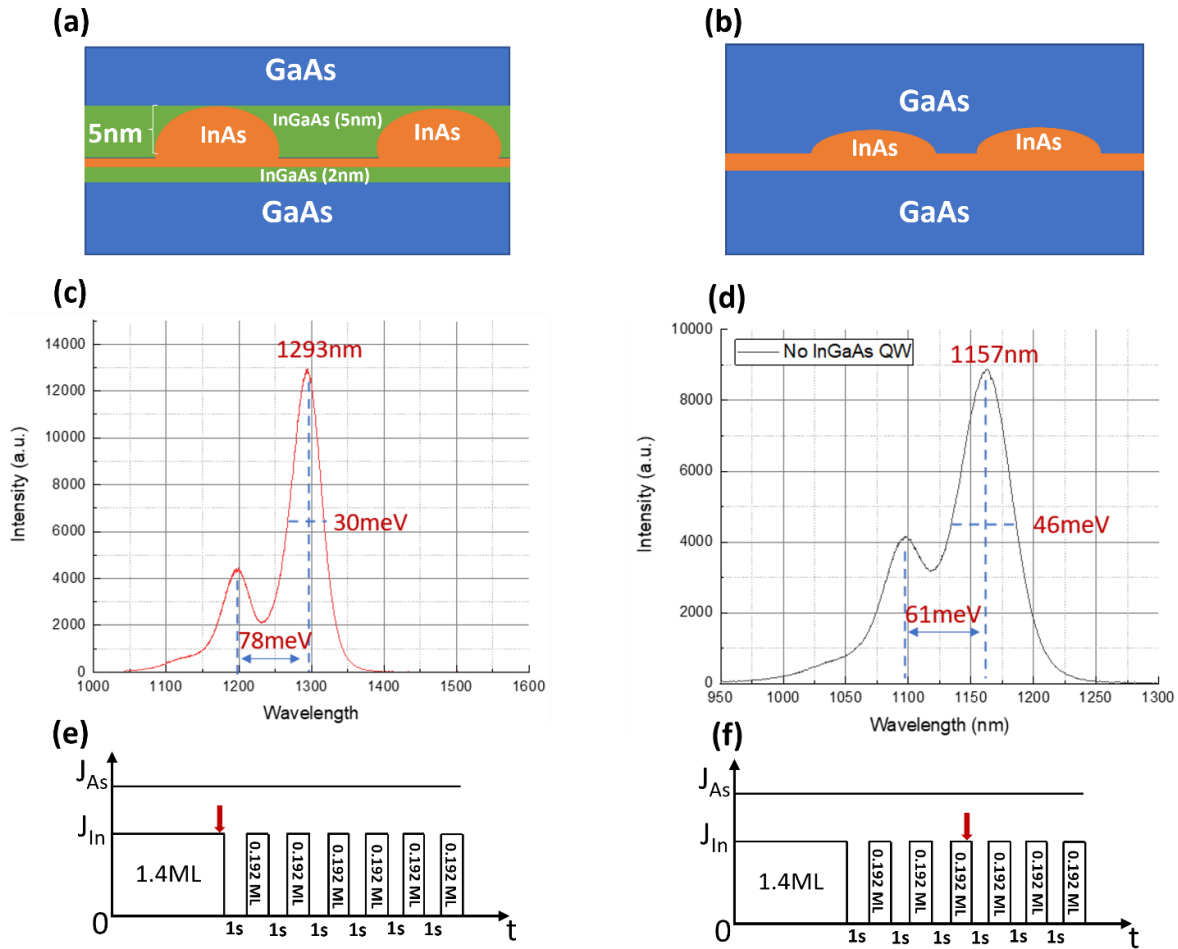 (a)
GaAs
5nm
InGaAs (5nm)
InAs
InAs
InGaAs (2nm)
GaAs
(b)
GaAs
InAs
InAs
GaAs
(c)
14000
12000
10000
8000
6000
4000
2000
0
Intensity (a.u.)
1293nm
30meV
78meV
1000 1100 1200 1300 1400 1500 1600
Wavelength
(d)
10000
8000
6000
4000
2000
0
Intensity (a.u.)
No InGaAs QW
1157nm
46meV
61meV
950 1000 1050 1100 1150 1200 1250 1300
Wavelength (nm)
(e)
J_As
J_In
0
1.4ML
0.192 ML
0.192 ML
0.192 ML
0.192 ML
0.192 ML
0.192 ML
1s 1s 1s 1s 1s 1s
t
(f)
J_As
J_In
0
1.4ML
0.192 ML
0.192 ML
0.192 ML
0.192 ML
0.192 ML
0.192 ML
1s 1s 1s 1s 1s 1s
t